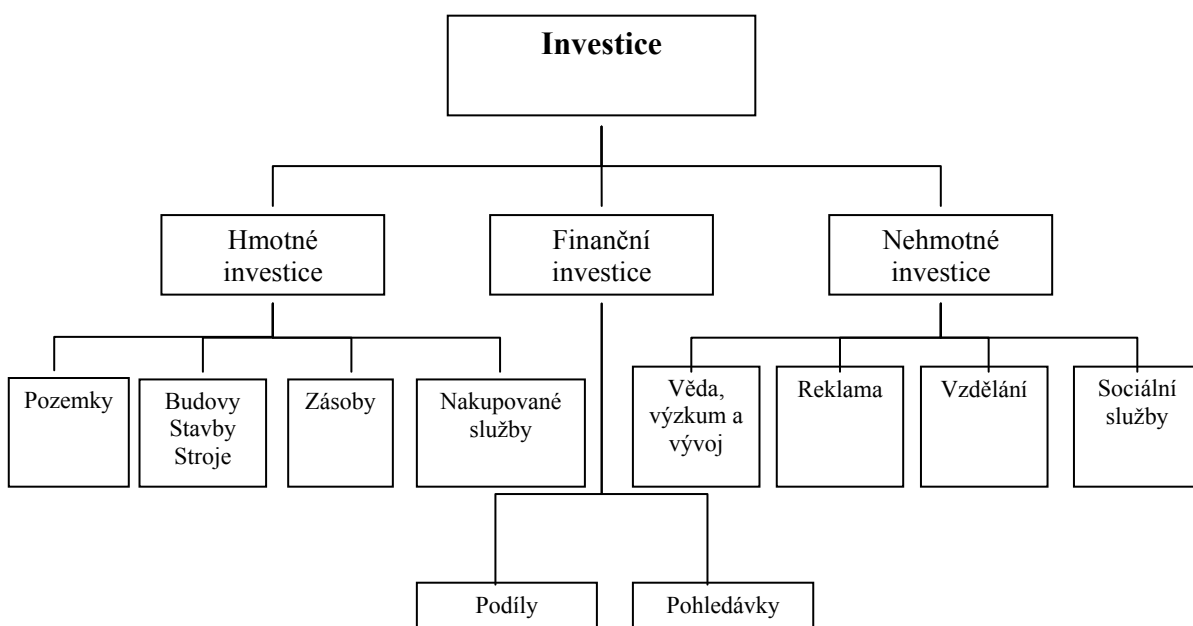 Investice
Hmotné
investice
Finanční
investice
Nehmotné
investice
Pozemky
Budovy
Stavby
Stroje
Zásoby
Nakupované
služby
Věda,
výzkum a
vývoj
Reklama
Vzdělání
Sociální
služby
Podíly
Pohledávky